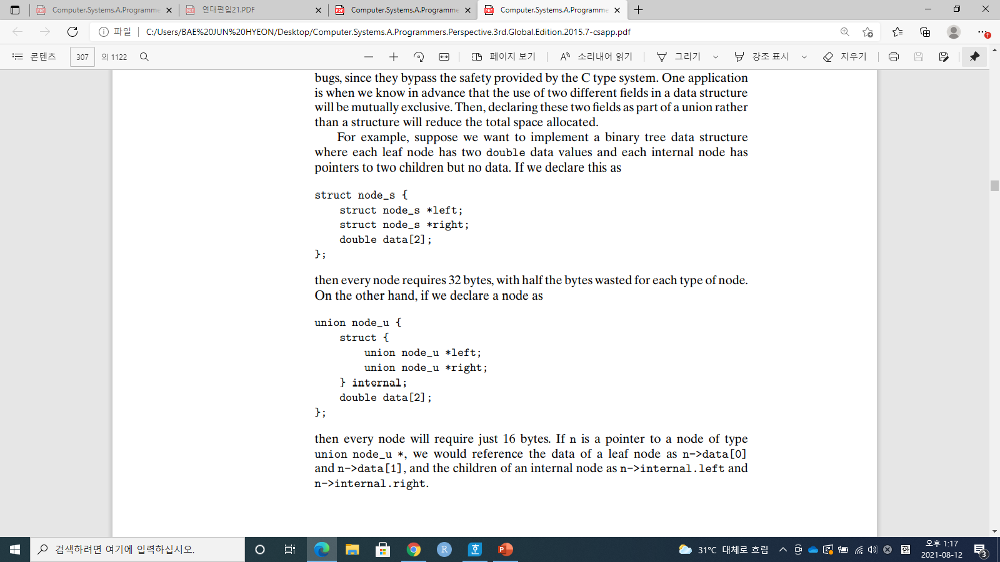 Computer.Systems.A.Programme
연대편입21.PDF
Computer.Systems.A.Programme
Computer.Systems.A.Programme
파일
C:/Users/BAE%20JUN%20HYEON/Desktop/Computer.Systems.A.Programmers.Perspective.3rd.Global.Edition.2015.7-csapp.pdf
콘텐츠 307 의 1122 페이지 보기 소리내어 읽기 그리기 강조 표시 지우기
bugs, since they bypass the safety provided by the C type system. One application
is when we know in advance that the use of two different fields in a data structure
will be mutually exclusive. Then, declaring these two fields as part of a union rather
than a structure will reduce the total space allocated.
For example, suppose we want to implement a binary tree data structure
where each leaf node has two double data values and each internal node has
pointers to two children but no data. If we declare this as
struct node_s {
struct node_s *left;
struct node_s *right;
double data[2];
};
then every node requires 32 bytes, with half the bytes wasted for each type of node.
On the other hand, if we declare a node as
union node_u {
struct {
union node_u *left;
union node_u *right;
} internal;
double data[2];
};
then every node will require just 16 bytes. If n is a pointer to a node of type
union node_u *, we would reference the data of a leaf node as n->data[0]
and n->data[1], and the children of an internal node as n->internal.left and
n->internal.right.
검색하려면 여기에 입력하십시오.
31°C 대체로 흐림
한
오후 1:17
2021-08-12
3